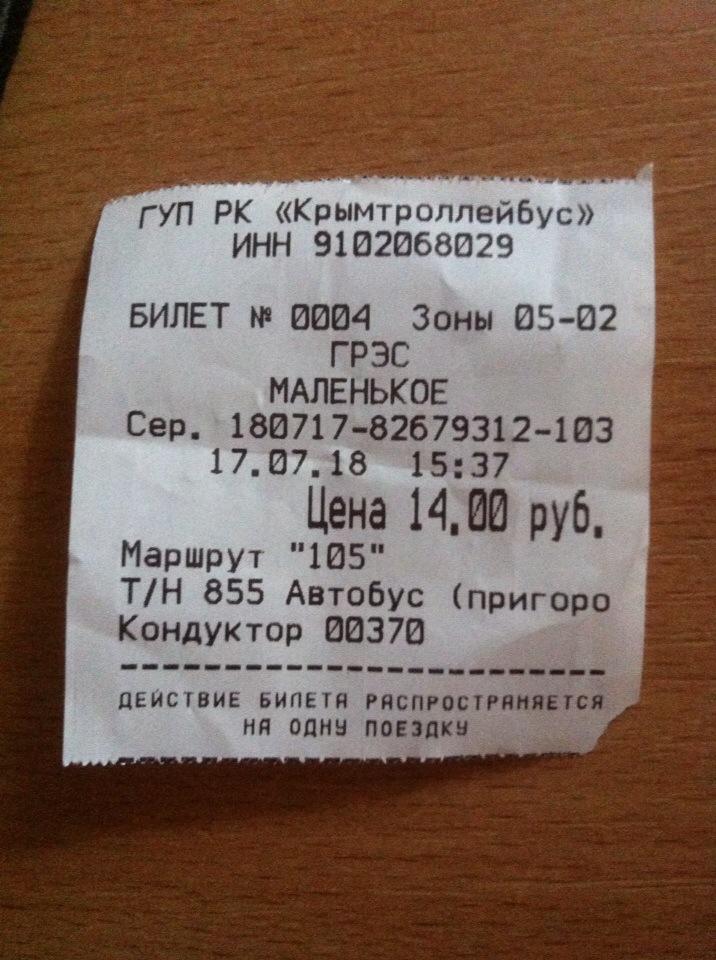 ГУП РК «Крымтроллейбус»
ИНН 9102068029
БИЛЕТ № 0004 Зоны 05-02
ГРЭС
МАЛЕНЬКОЕ
Сер. 180717-82679312-103
17.07.18 15:37
Цена 14.00 руб.
Маршрут "105"
Т/Н 855 Автобус (пригоро
Кондуктор 00370
ДЕЙСТВИЕ БИЛЕТА РАСПРОСТРАНЯЕТСЯ
НА ОДНУ ПОЕЗДКУ